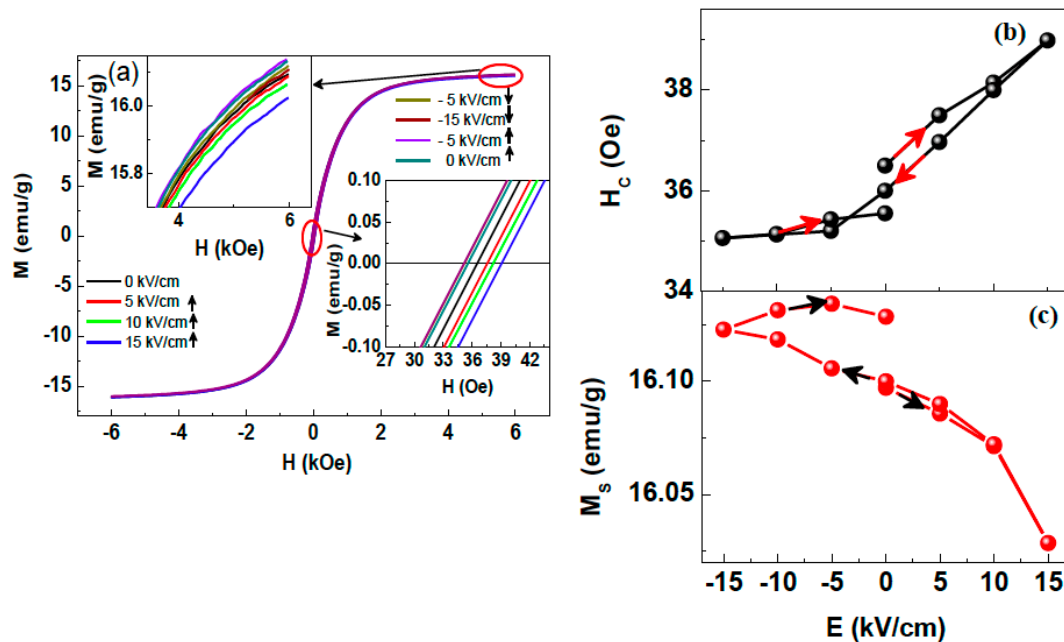 (a)
M (emu/g)
15
10
5
0
-5
-10
-15
-6
-4
-2
0
2
4
6
H (kOe)
M (emu/g)
16.0
15.8
4
6
H (kOe)
- 5 kV/cm
-15 kV/cm
- 5 kV/cm
0 kV/cm
0 kV/cm
5 kV/cm
10 kV/cm
15 kV/cm
M (emu/g)
0.10
0.05
0.00
-0.05
-0.10
27 30 33 36 39 42
H (Oe)
(b)
H_C (Oe)
38
36
34
(c)
M_S (emu/g)
16.10
16.05
-15 -10 -5 0 5 10 15
E (kV/cm)